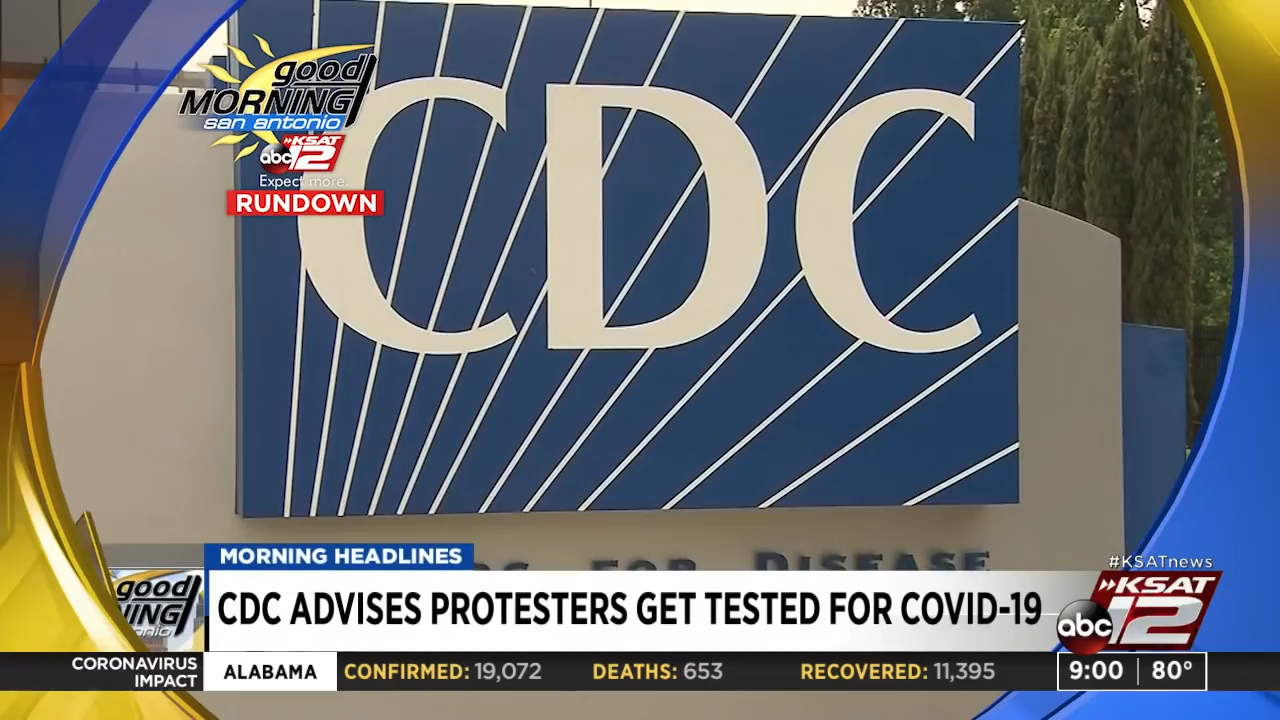 good
MORNING
san antonio
KSAT
abc 12
Expect more.
RUNDOWN
CDC
FOR DISEASE
MORNING HEADLINES
#KSATnews
good
CDC ADVISES PROTESTERS GET TESTED FOR COVID-19
KSAT
abc 12
CORONAVIRUS
IMPACT
ALABAMA
CONFIRMED: 19,072
DEATHS: 653
RECOVERED: 11,395
9:00
80°